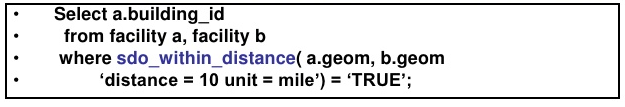 • Select a.building_id
• from facility a, facility b
• where sdo_within_distance( a.geom, b.geom
• ‘distance = 10 unit = mile’) = ‘TRUE’;